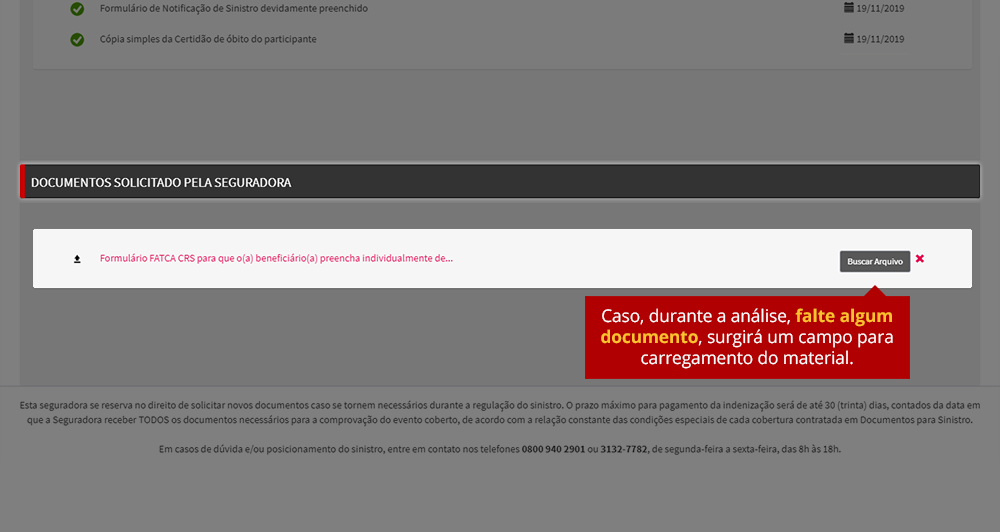 Formulário de Notificação de Sinistro devidamente preenchido 19/11/2019
Cópia simples da Certidão de óbito do participante 19/11/2019
DOCUMENTOS SOLICITADO PELA SEGURADORA
Formulário FATCA CRS para que o(a) beneficiário(a) preencha individualmente de... Buscar Arquivo
Caso, durante a análise, falte algum
documento, surgirá um campo para
carregamento do material.
Esta seguradora se reserva no direito de solicitar novos documentos caso se tornem necessários durante a regulação do sinistro. O prazo máximo para pagamento da indenização será de até 30 (trinta) dias, contados da data em
que a Seguradora receber TODOS os documentos necessários para a comprovação do evento coberto, de acordo com a relação constante das condições especiais de cada cobertura contratada em Documentos para Sinistro.
Em casos de dúvida e/ou posicionamento do sinistro, entre em contato nos telefones 0800 940 2901 ou 3132-7782, de segunda-feira a sexta-feira, das 8h às 18h.